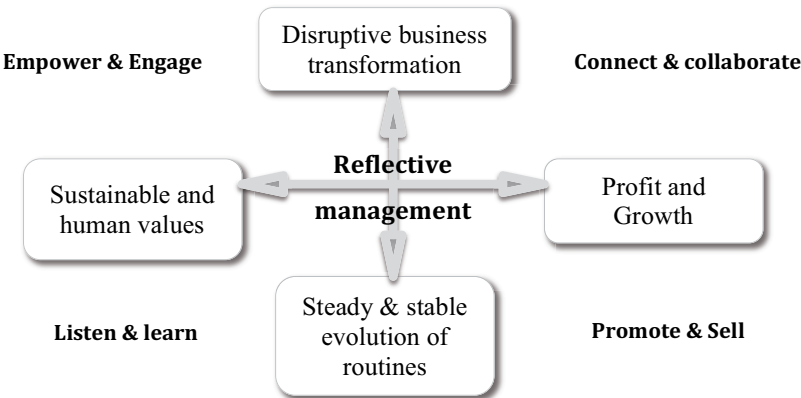 Disruptive business
transformation
Empower & Engage
Connect & collaborate
Reflective
management
Sustainable and
human values
Profit and
Growth
Steady & stable
evolution of
routines
Listen & learn
Promote & Sell